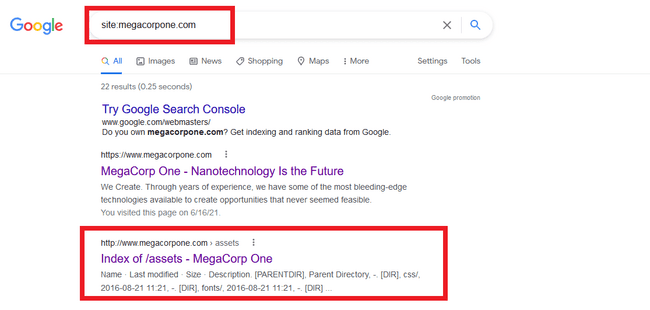 Google
site:megacorpone.com
All Images News Shopping Maps More Settings Tools
22 results (0.25 seconds)
Google promotion
Try Google Search Console
www.google.com/webmasters/
Do you own megacorpone.com? Get indexing and ranking data from Google.
https://www.megacorpone.com
MegaCorp One - Nanotechnology Is the Future
We Create. Through years of experience, we have some of the most bleeding-edge
technologies available to create opportunities that never seemed feasible.
You visited this page on 6/16/21.
http://www.megacorpone.com › assets
Index of /assets - MegaCorp One
Name · Last modified · Size · Description. [PARENTDIR], Parent Directory, -. [DIR], css/,
2016-08-21 11:21, -. [DIR], fonts/, 2016-08-21 11:21, -. [DIR] ...